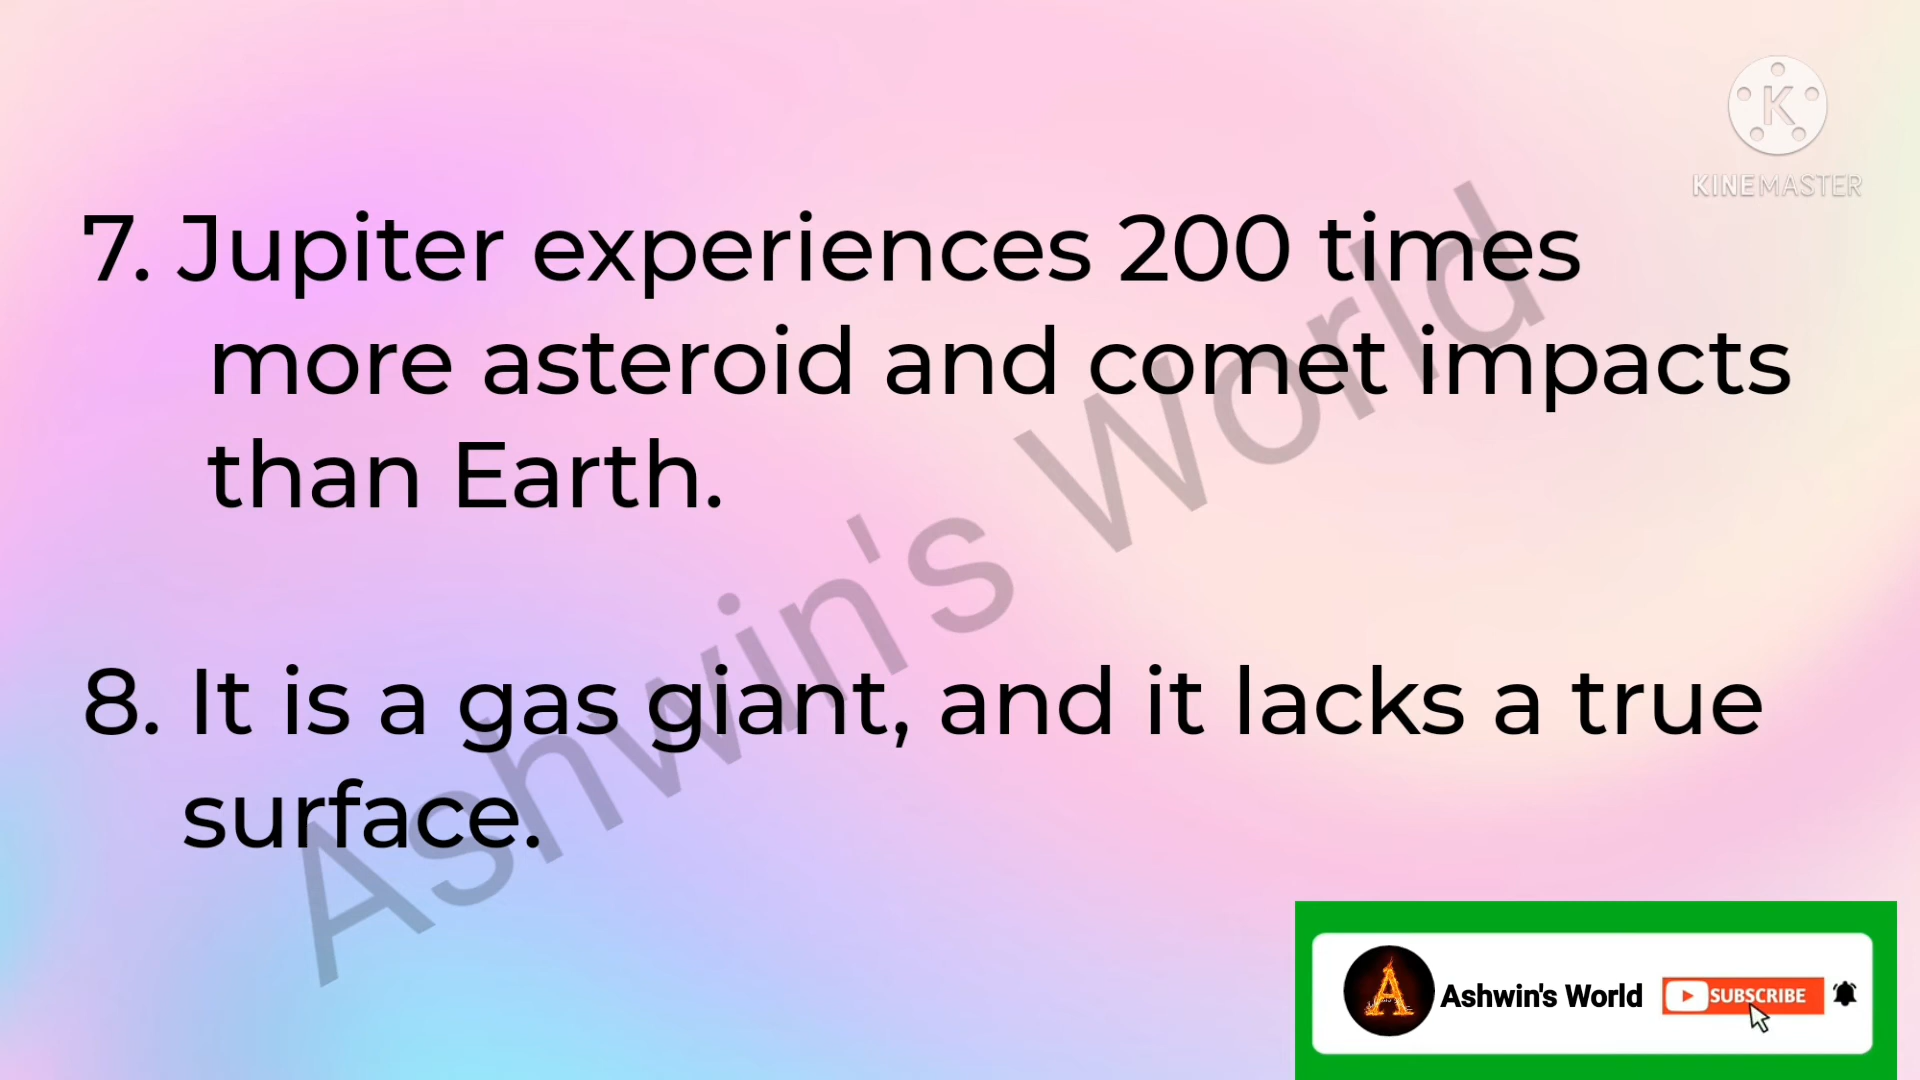 K
KINEMASTER
7. Jupiter experiences 200 times
more asteroid and comet impacts
than Earth.
8. It is a gas giant, and it lacks a true
surface.
Ashwin's World
A
Ashwin's World
SUBSCRIBE